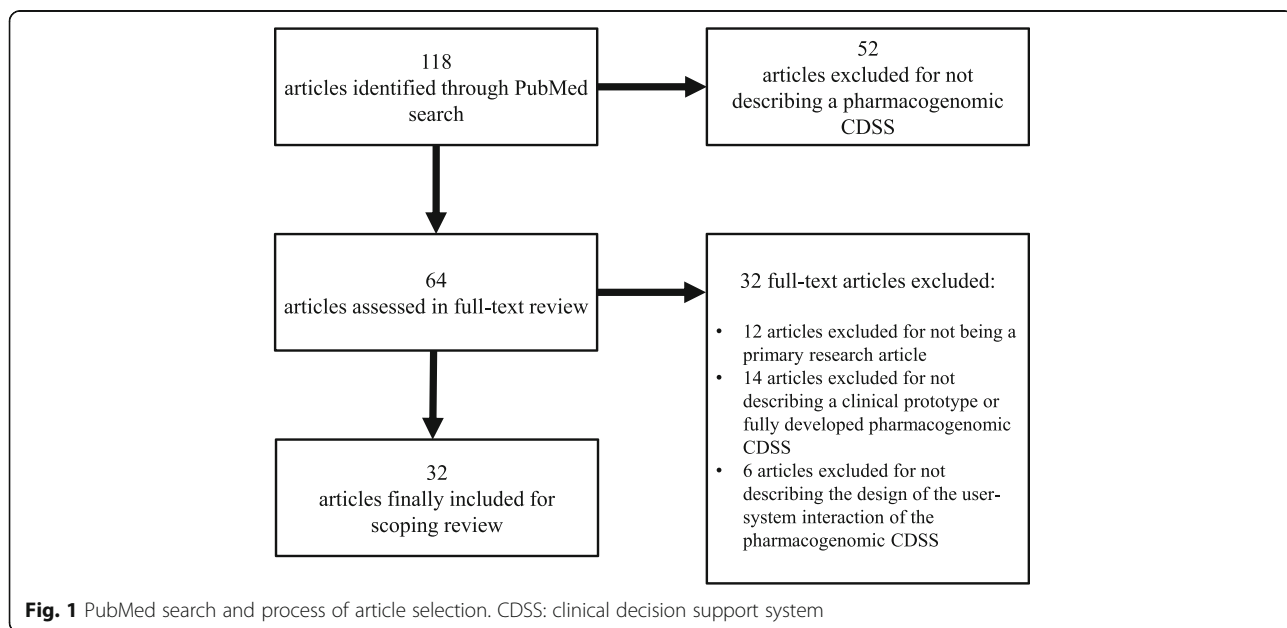 118
articles identified through PubMed
search
52
articles excluded for not
describing a pharmacogenomic
CDSS
64
articles assessed in full-text review
32 full-text articles excluded:
• 12 articles excluded for not being a
primary research article
• 14 articles excluded for not
describing a clinical prototype or
fully developed pharmacogenomic
CDSS
• 6 articles excluded for not
describing the design of the user-
system interaction of the
pharmacogenomic CDSS
32
articles finally included for
scoping review
Fig. 1 PubMed search and process of article selection. CDSS: clinical decision support system